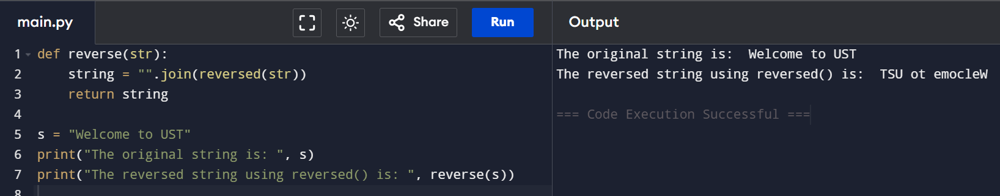 main.py
Share
Run
Output
1 def reverse(str):
2     string = "".join(reversed(str))
3     return string
4
5 s = "Welcome to UST"
6 print("The original string is: ", s)
7 print("The reversed string using reversed() is: ", reverse(s))
8
The original string is:  Welcome to UST
The reversed string using reversed() is:  TSU ot emocleW
=== Code Execution Successful ===